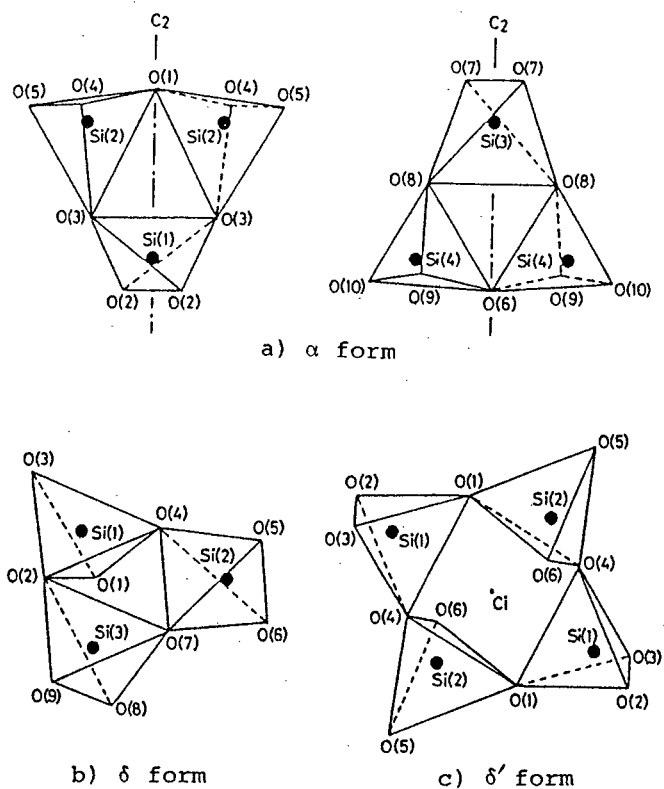 C2
O(5) O(4) O(1) O(4) O(5)
Si(2) Si(2)
O(3) O(3)
Si(1)
O(2) O(2)
C2
O(7) O(7)
Si(3)
O(8) O(8)
Si(4) Si(4)
O(10) O(9) O(6) O(9) O(10)
a) α form
O(3)
Si(1) O(4) O(5)
Si(2)
O(2) O(1)
O(7) O(6)
Si(3)
O(9) O(8)
b) δ form
O(5)
O(2) O(1)
Si(2)
O(3) Si(1)
O(6) O(4)
O(4) O(6) Ci
Si(1) O(3)
Si(2) O(1) O(2)
O(5)
c) δ′ form